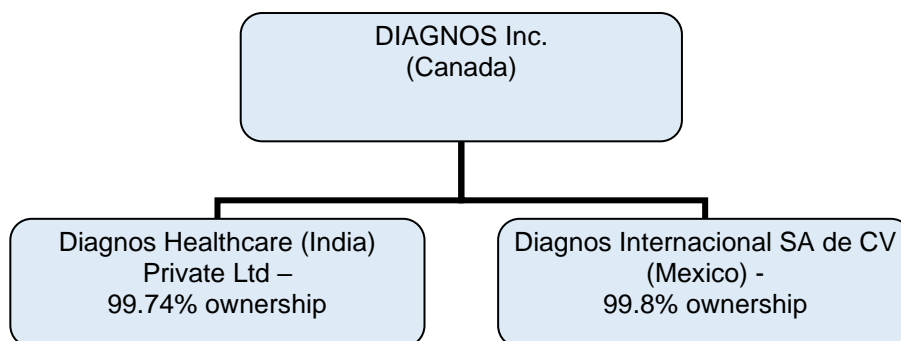 DIAGNOS Inc.
(Canada)
Diagnos Healthcare (India)
Private Ltd –
99.74% ownership
Diagnos Internacional SA de CV
(Mexico) -
99.8% ownership